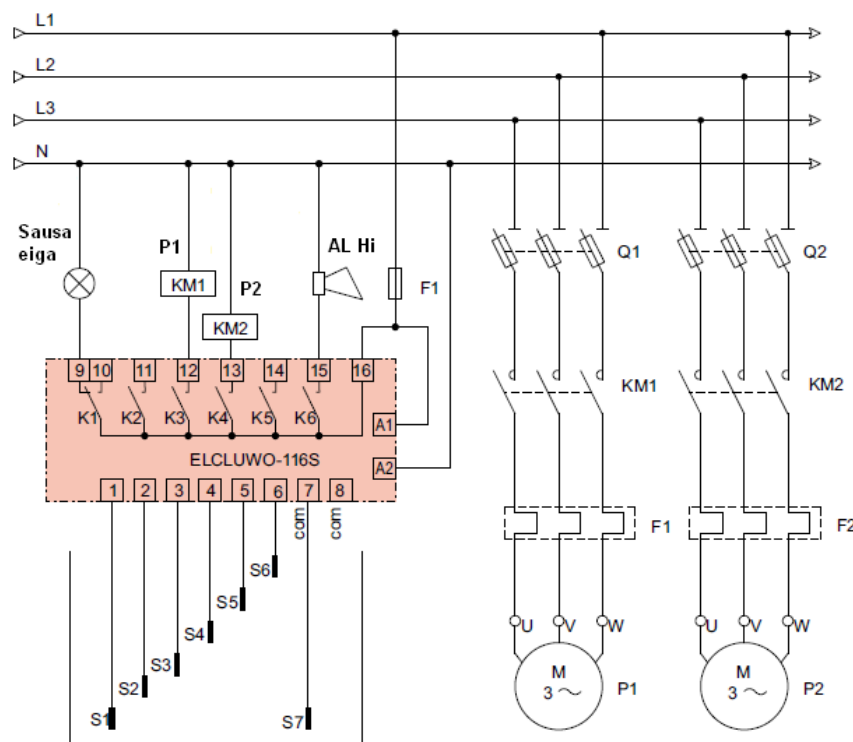 L1
L2
L3
N
Sausa
eiga
P1
KM1
P2
KM2
AL Hi
F1
Q1
Q2
9 10 11 12 13 14 15 16
K1 K2 K3 K4 K5 K6
A1
ELCLUWO-116S
A2
1 2 3 4 5 6 7 8
com com
KM1
KM2
S6
S5
S4
S3
S2
S1
S7
F1
F2
U V W
U V W
M
3
P1
M
3
P2